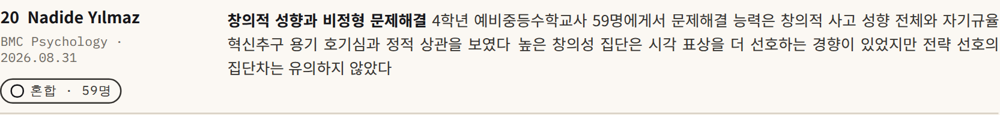 20 Nadide Yılmaz
BMC Psychology ·
2026.08.31
혼합 · 59명
창의적 성향과 비정형 문제해결 4학년 예비중등수학교사 59명에게서 문제해결 능력은 창의적 사고 성향 전체와 자기규율
혁신추구 용기 호기심과 정적 상관을 보였다 높은 창의성 집단은 시각 표상을 더 선호하는 경향이 있었지만 전략 선호의
집단차는 유의하지 않았다